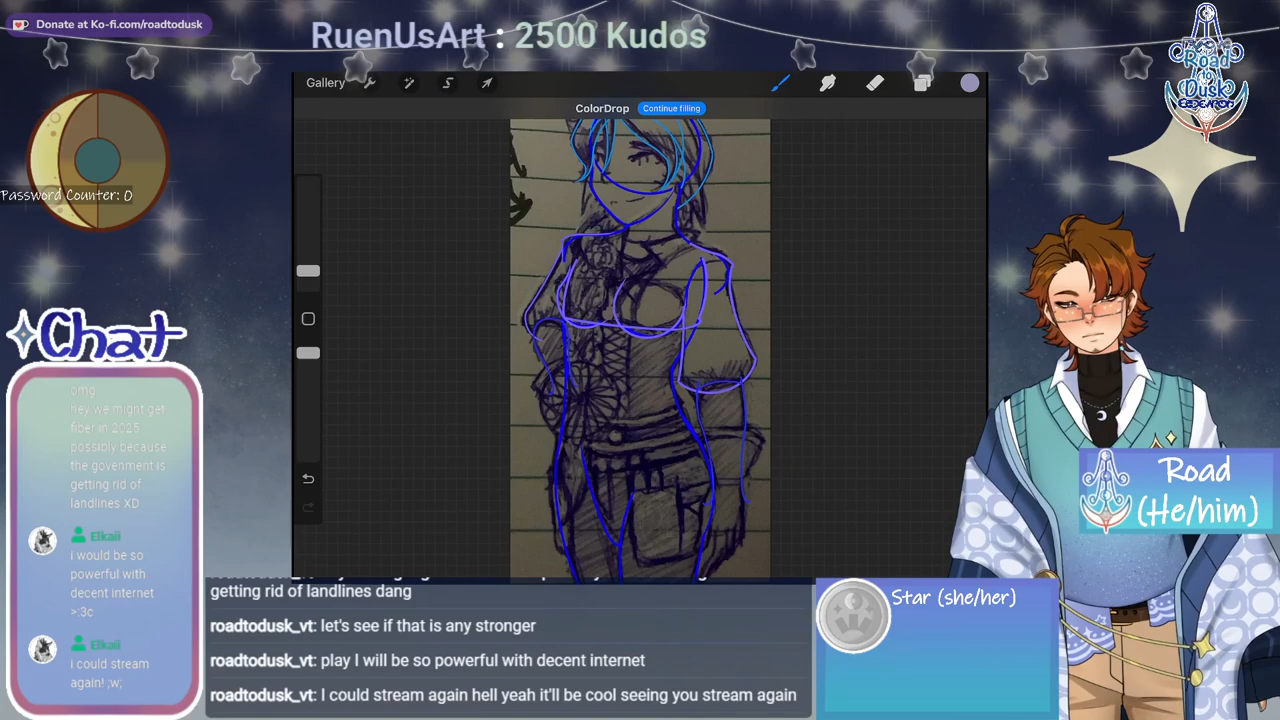 Donate at Ko-fi.com/roadtodusk
RuenUsArt : 2500 Kudos
Road
to
Dusk
Gallery
ColorDrop
Continue filling
Password Counter: 0
Chat
omg
hey we might get
fiber in 2025
possibly because
the govenment is
getting rid of
landlines XD
Elkaii
i would be so
powerful with
decent internet
>:3c
Elkaii
i could stream
again! ;w;
getting rid of landlines dang
roadtodusk_vt: let's see if that is any stronger
roadtodusk_vt: play I will be so powerful with decent internet
roadtodusk_vt: I could stream again hell yeah it'll be cool seeing you stream again
Star (she/her)
Road
(He/him)